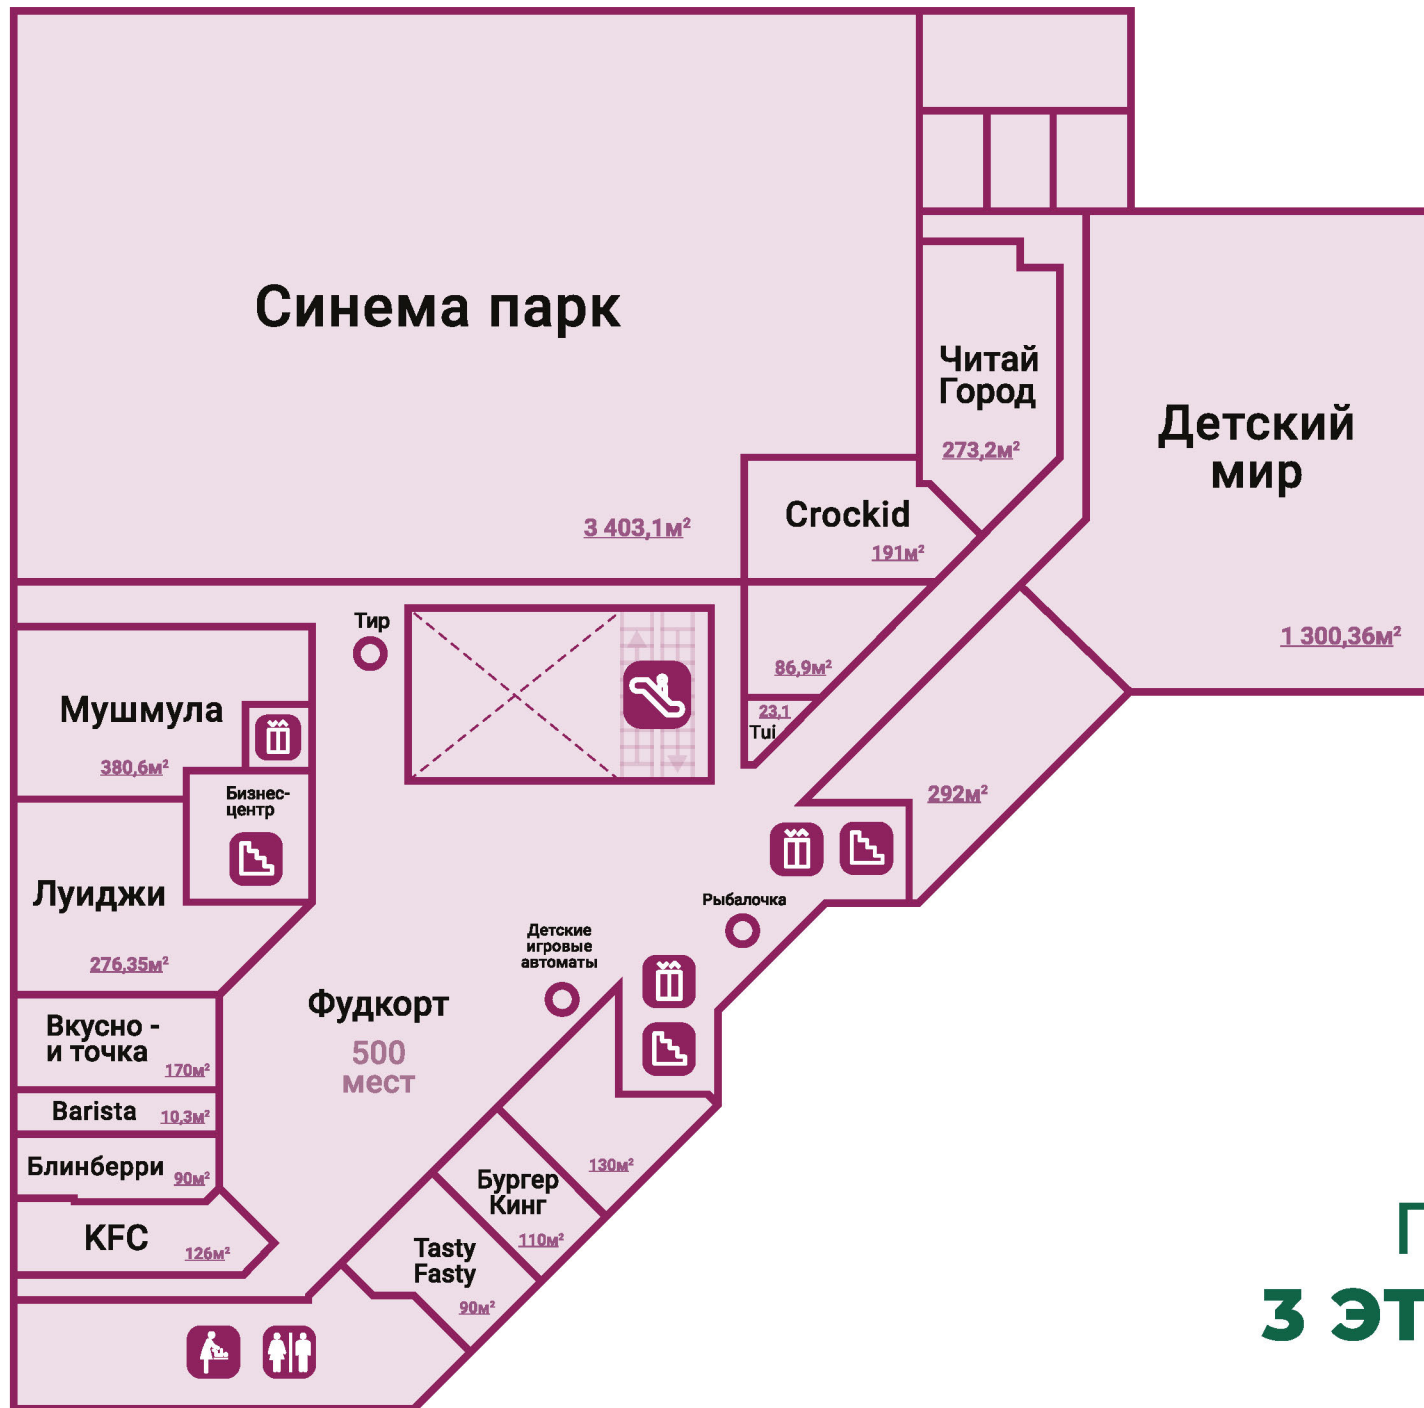 Синема парк
3 403,1м²
Читай
Город
273,2м²
Детский
мир
1 300,36м²
Crockid
191м²
86,9м²
23,1
Tui
Тир
Мушмула
380,6м²
Бизнес-
центр
Луиджи
276,35м²
292м²
Рыбалочка
Детские
игровые
автоматы
Фудкорт
500
мест
Вкусно -
и точка
170м²
Barista
10,3м²
Блинберри
90м²
KFC
126м²
130м²
Бургер
Кинг
110м²
Tasty
Fasty
90м²
3 ЭТ